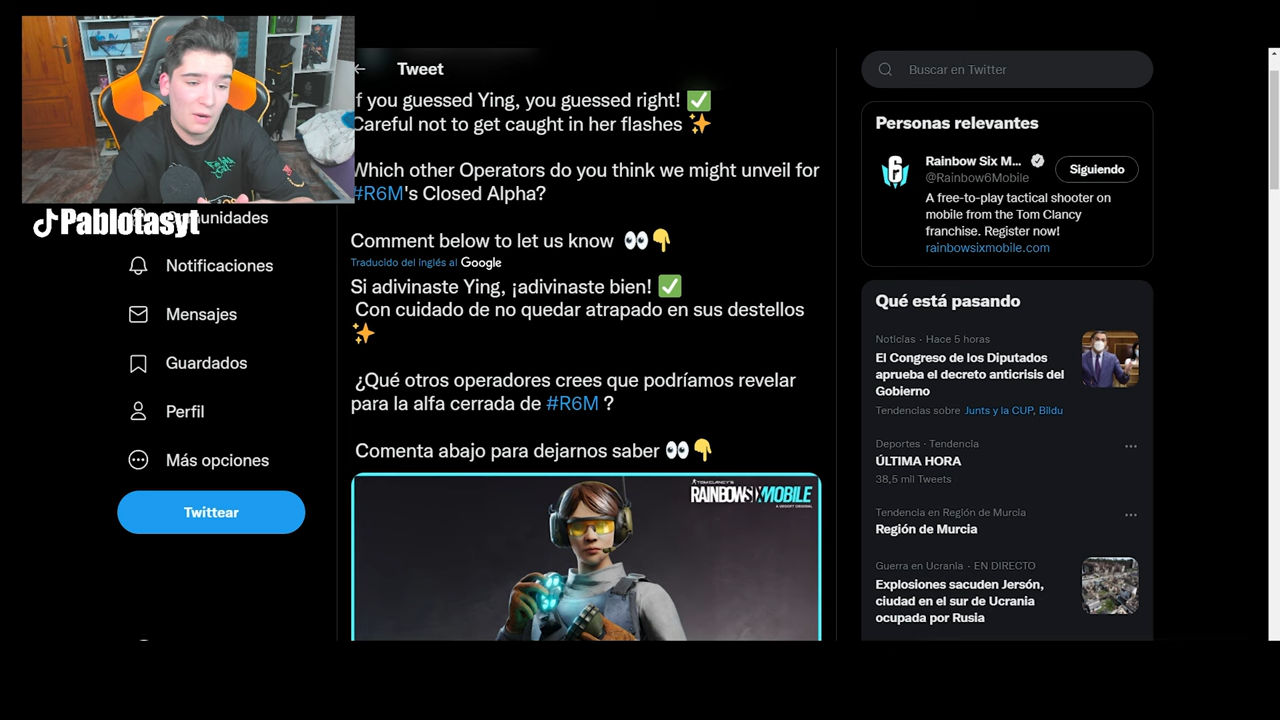 Tweet
f you guessed Ying, you guessed right! ✅
Careful not to get caught in her flashes ✨
Which other Operators do you think we might unveil for
#R6M's Closed Alpha?
Comment below to let us know 👀👇
Traducido del inglés al Google
Si adivinaste Ying, ¡adivinaste bien! ✅
Con cuidado de no quedar atrapado en sus destellos
✨
¿Qué otros operadores crees que podríamos revelar
para la alfa cerrada de #R6M ?
Comenta abajo para dejarnos saber 👀👇
TOM CLANCY'S
RAINBOWSIXMOBILE
A UBISOFT ORIGINAL
Pablotasyt
unidades
Notificaciones
Mensajes
Guardados
Perfil
Más opciones
Twittear
Buscar en Twitter
Personas relevantes
Rainbow Six M...
@Rainbow6Mobile
Siguiendo
A free-to-play tactical shooter on
mobile from the Tom Clancy
franchise. Register now!
rainbowsixmobile.com
Qué está pasando
Noticias · Hace 5 horas
El Congreso de los Diputados
aprueba el decreto anticrisis del
Gobierno
Tendencias sobre Junts y la CUP, Bildu
Deportes · Tendencia
ÚLTIMA HORA
38,5 mil Tweets
Tendencia en Región de Murcia
Región de Murcia
Guerra en Ucrania · EN DIRECTO
Explosiones sacuden Jersón,
ciudad en el sur de Ucrania
ocupada por Rusia